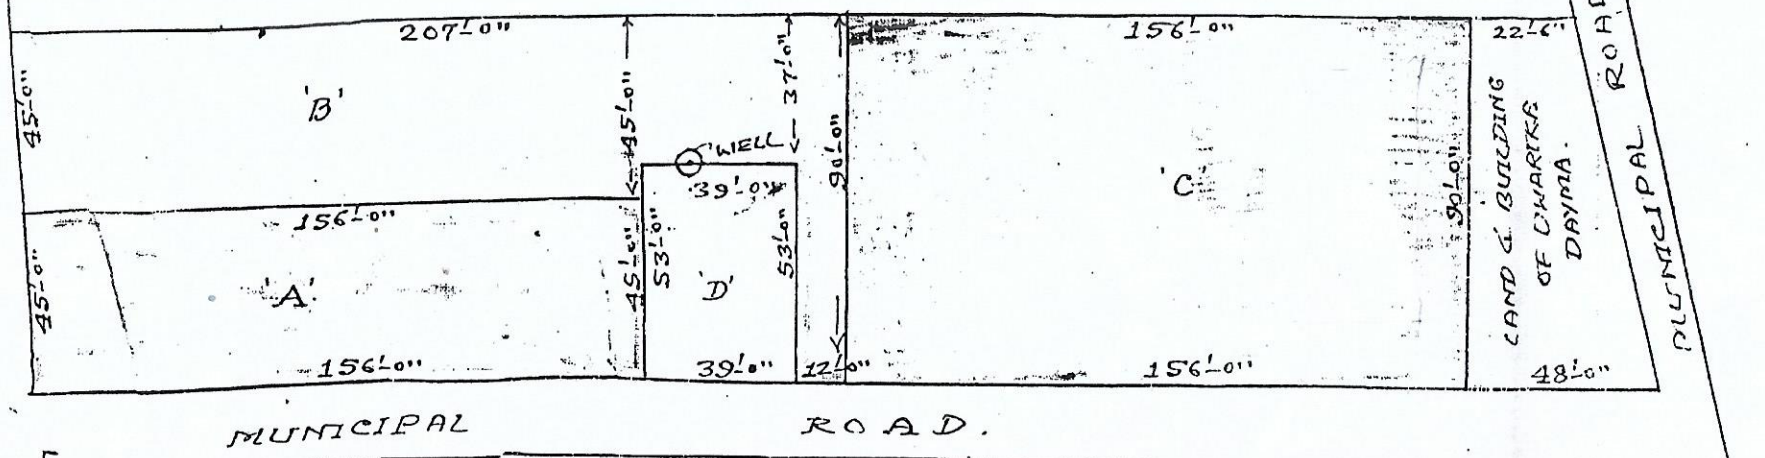 207'-0"
156'-0"
22'-6"
45'-0"
'B'
45'-0"
37'-0"
90'-0"
WELL
39'-0"
'C'
90'-0"
LAND & BUILDING
OF DWARIKA
DAYMA.
MUNICIPAL ROAD
156'-0"
45'-0"
'A'
45'-0"
53'-0"
'D'
53'-0"
156'-0"
39'-0"
12'-0"
156'-0"
48'-0"
MUNICIPAL ROAD.